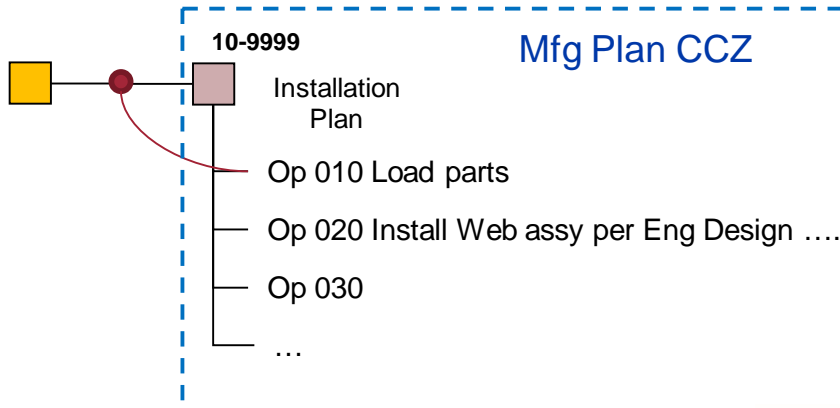 10-9999
Mfg Plan CCZ
Installation
Plan
Op 010 Load parts
Op 020 Install Web assy per Eng Design ….
Op 030
…